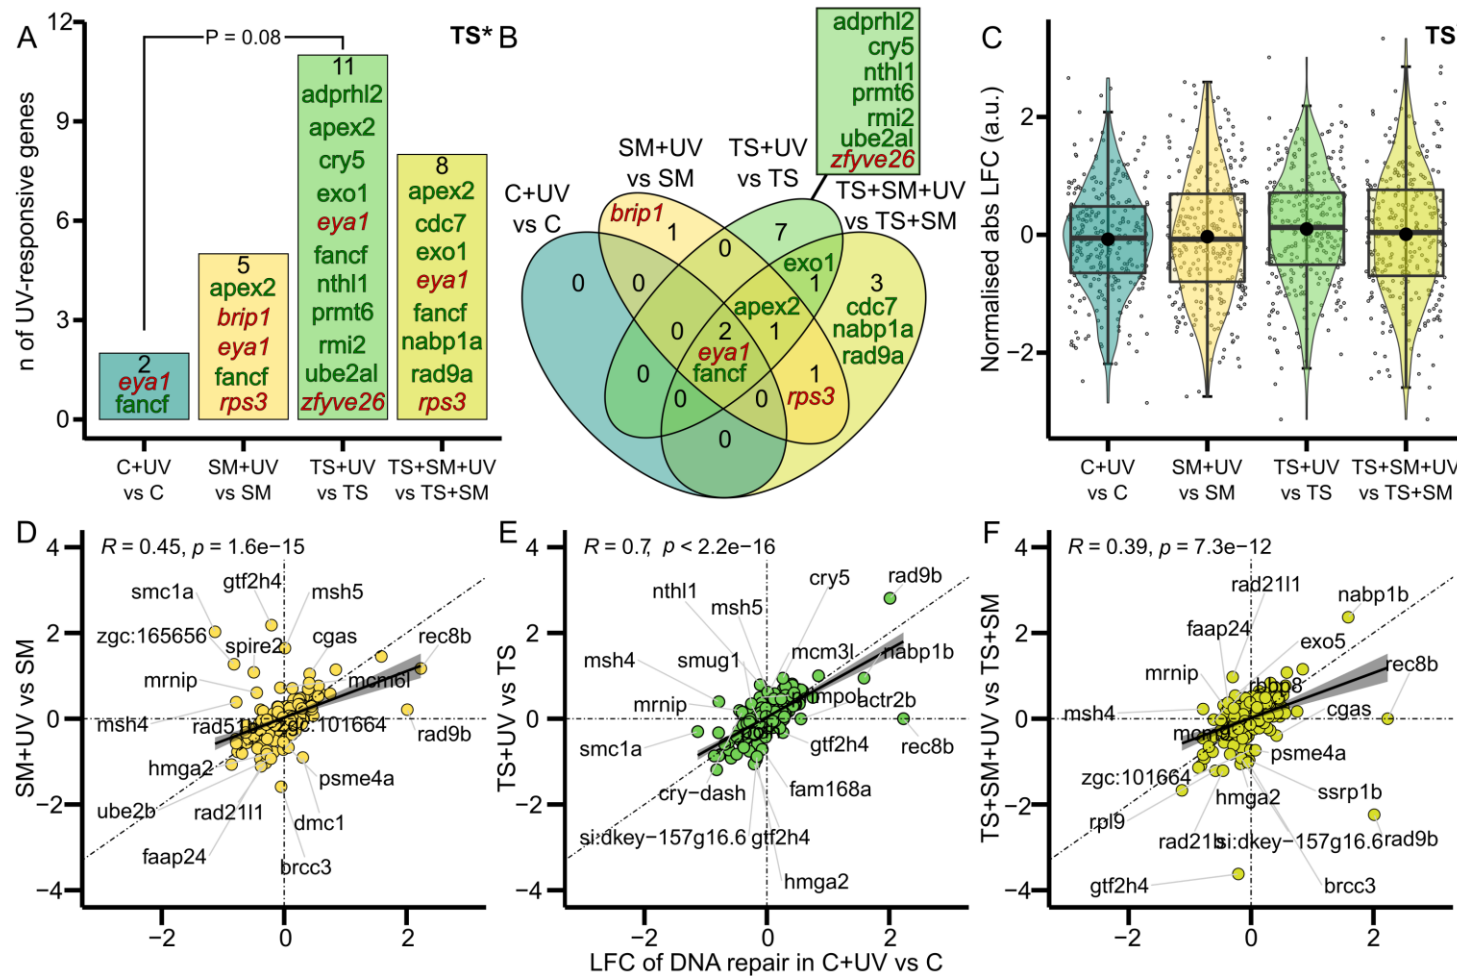 A
n of UV-responsive genes
12
9
6
3
0
P = 0.08
TS*
2
eya1
fancf
5
apex2
brip1
eya1
fancf
rps3
11
adprhl2
apex2
cry5
exo1
eya1
fancf
nthl1
prmt6
rmi2
ube2al
zfyve26
8
apex2
cdc7
exo1
eya1
fancf
nabp1a
rad9a
rps3
C+UV
vs C
SM+UV
vs SM
TS+UV
vs TS
TS+SM+UV
vs TS+SM
B
adprhl2
cry5
nthl1
prmt6
rmi2
ube2al
zfyve26
C+UV
vs C
SM+UV
vs SM
TS+UV
vs TS
TS+SM+UV
vs TS+SM
brip1
1
0
7
0
0
exo1
1
3
cdc7
nabp1a
rad9a
apex2
0
2
1
eya1
fancf
0
1
rps3
0
0
0
C
TS
Normalised abs LFC (a.u.)
2
0
−2
C+UV
vs C
SM+UV
vs SM
TS+UV
vs TS
TS+SM+UV
vs TS+SM
D
SM+UV vs SM
4
2
0
−2
−4
R = 0.45, p = 1.6e−15
gtf2h4
smc1a
msh5
zgc:165656
spire2
cgas
rec8b
mrnip
mcm6l
msh4
rad51b
zgc:101664
rad9b
hmga2
psme4a
ube2b
rad21l1
dmc1
faap24
brcc3
−2
0
2
E
TS+UV vs TS
R = 0.7, p < 2.2e−16
cry5
rad9b
nthl1
msh5
msh4
smug1
mcm3l
nabp1b
mrnip
actr2b
smc1a
gtf2h4
rec8b
cry−dash
fam168a
si:dkey−157g16.6
gtf2h4
hmga2
−2
0
2
LFC of DNA repair in C+UV vs C
F
TS+SM+UV vs TS+SM
4
2
0
−2
−4
R = 0.39, p = 7.3e−12
rad21l1
nabp1b
faap24
exo5
mrnip
rec8b
msh4
cgas
psme4a
zgc:101664
hmga2
ssrp1b
rpl9
rad21b
si:dkey−157g16.6
rad9b
gtf2h4
brcc3
−2
0
2